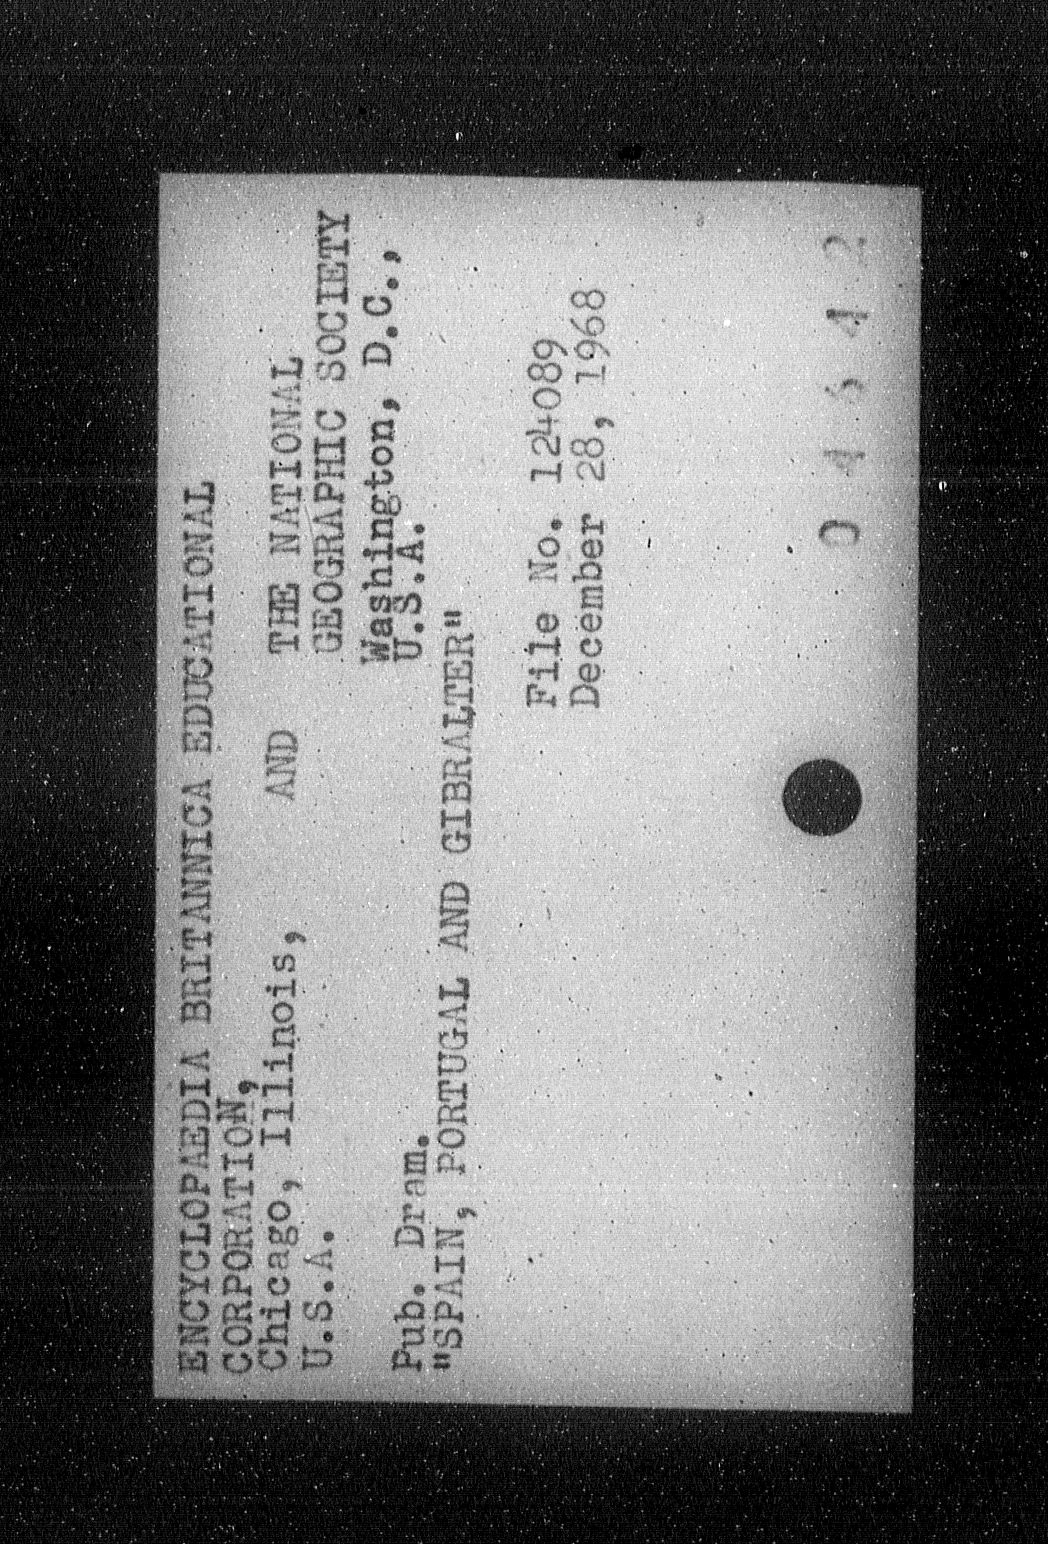 ENCYCLOPAEDIA BRITANNICA EDUCATIONAL
CORPORATION,
Chicago, Illinois, AND THE NATIONAL
U.S.A. GEOGRAPHIC SOCIETY
Washington, D.C.,
Pub. Dram. U.S.A.
"SPAIN, PORTUGAL AND GIBRALTER"
File No. 124089
December 28, 1968
04642